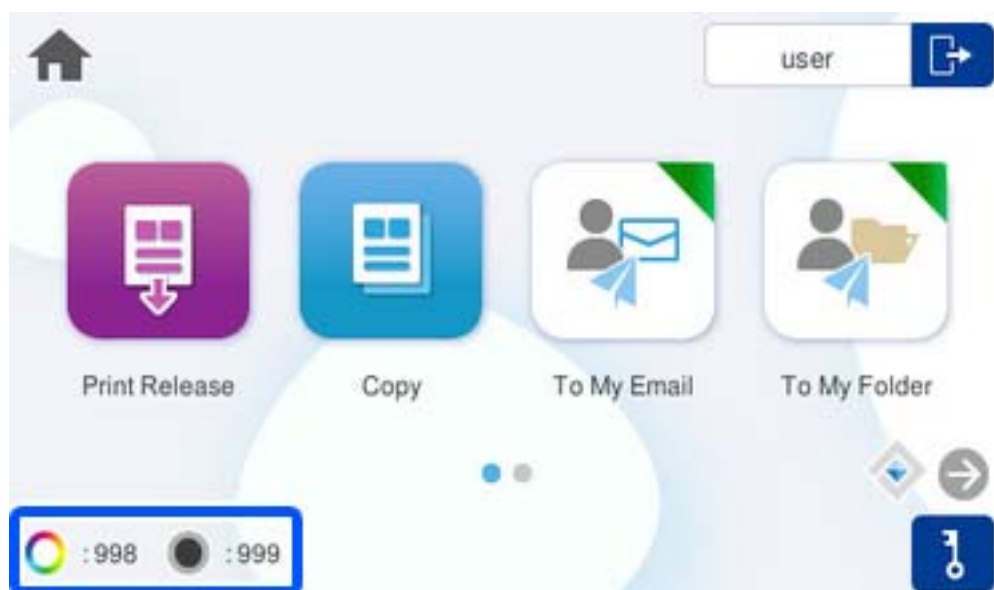 user
Print Release
Copy
To My Email
To My Folder
:998 :999